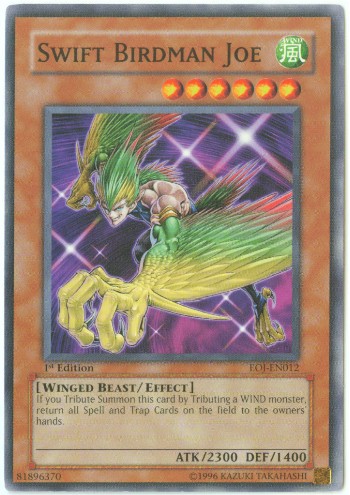 SWIFT BIRDMAN JOE
WIND
風
1st Edition
EOJ-EN012
[WINGED BEAST/EFFECT]
If you Tribute Summon this card by Tributing a WIND monster,
return all Spell and Trap Cards on the field to the owners'
hands.
ATK/2300 DEF/1400
81896370
©1996 KAZUKI TAKAHASHI